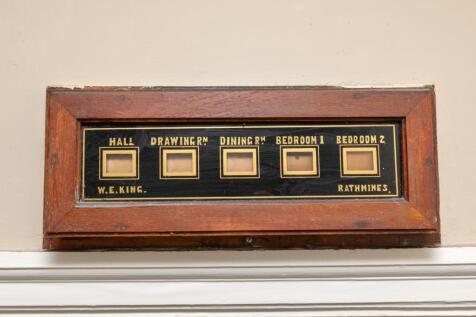 HALL DRAWING RM DINING RM BEDROOM 1 BEDROOM 2
W.E.KING. RATHMINES